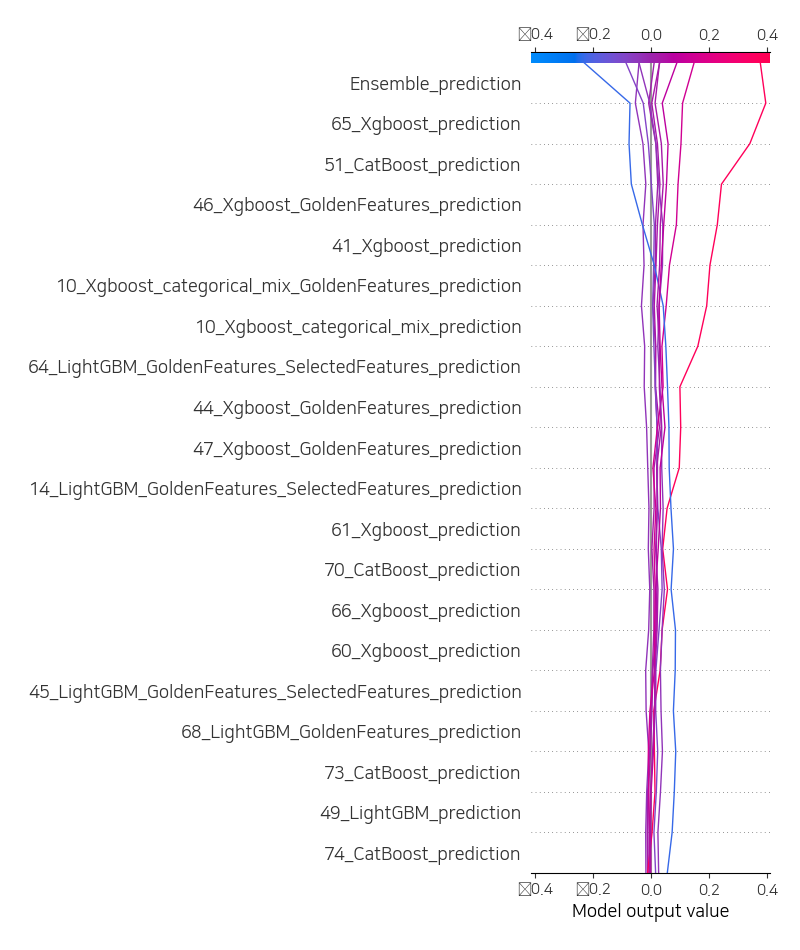 0.4 0.2 0.0 0.2 0.4
Ensemble_prediction
65_Xgboost_prediction
51_CatBoost_prediction
46_Xgboost_GoldenFeatures_prediction
41_Xgboost_prediction
10_Xgboost_categorical_mix_GoldenFeatures_prediction
10_Xgboost_categorical_mix_prediction
64_LightGBM_GoldenFeatures_SelectedFeatures_prediction
44_Xgboost_GoldenFeatures_prediction
47_Xgboost_GoldenFeatures_prediction
14_LightGBM_GoldenFeatures_SelectedFeatures_prediction
61_Xgboost_prediction
70_CatBoost_prediction
66_Xgboost_prediction
60_Xgboost_prediction
45_LightGBM_GoldenFeatures_SelectedFeatures_prediction
68_LightGBM_GoldenFeatures_prediction
73_CatBoost_prediction
49_LightGBM_prediction
74_CatBoost_prediction
0.4 0.2 0.0 0.2 0.4
Model output value